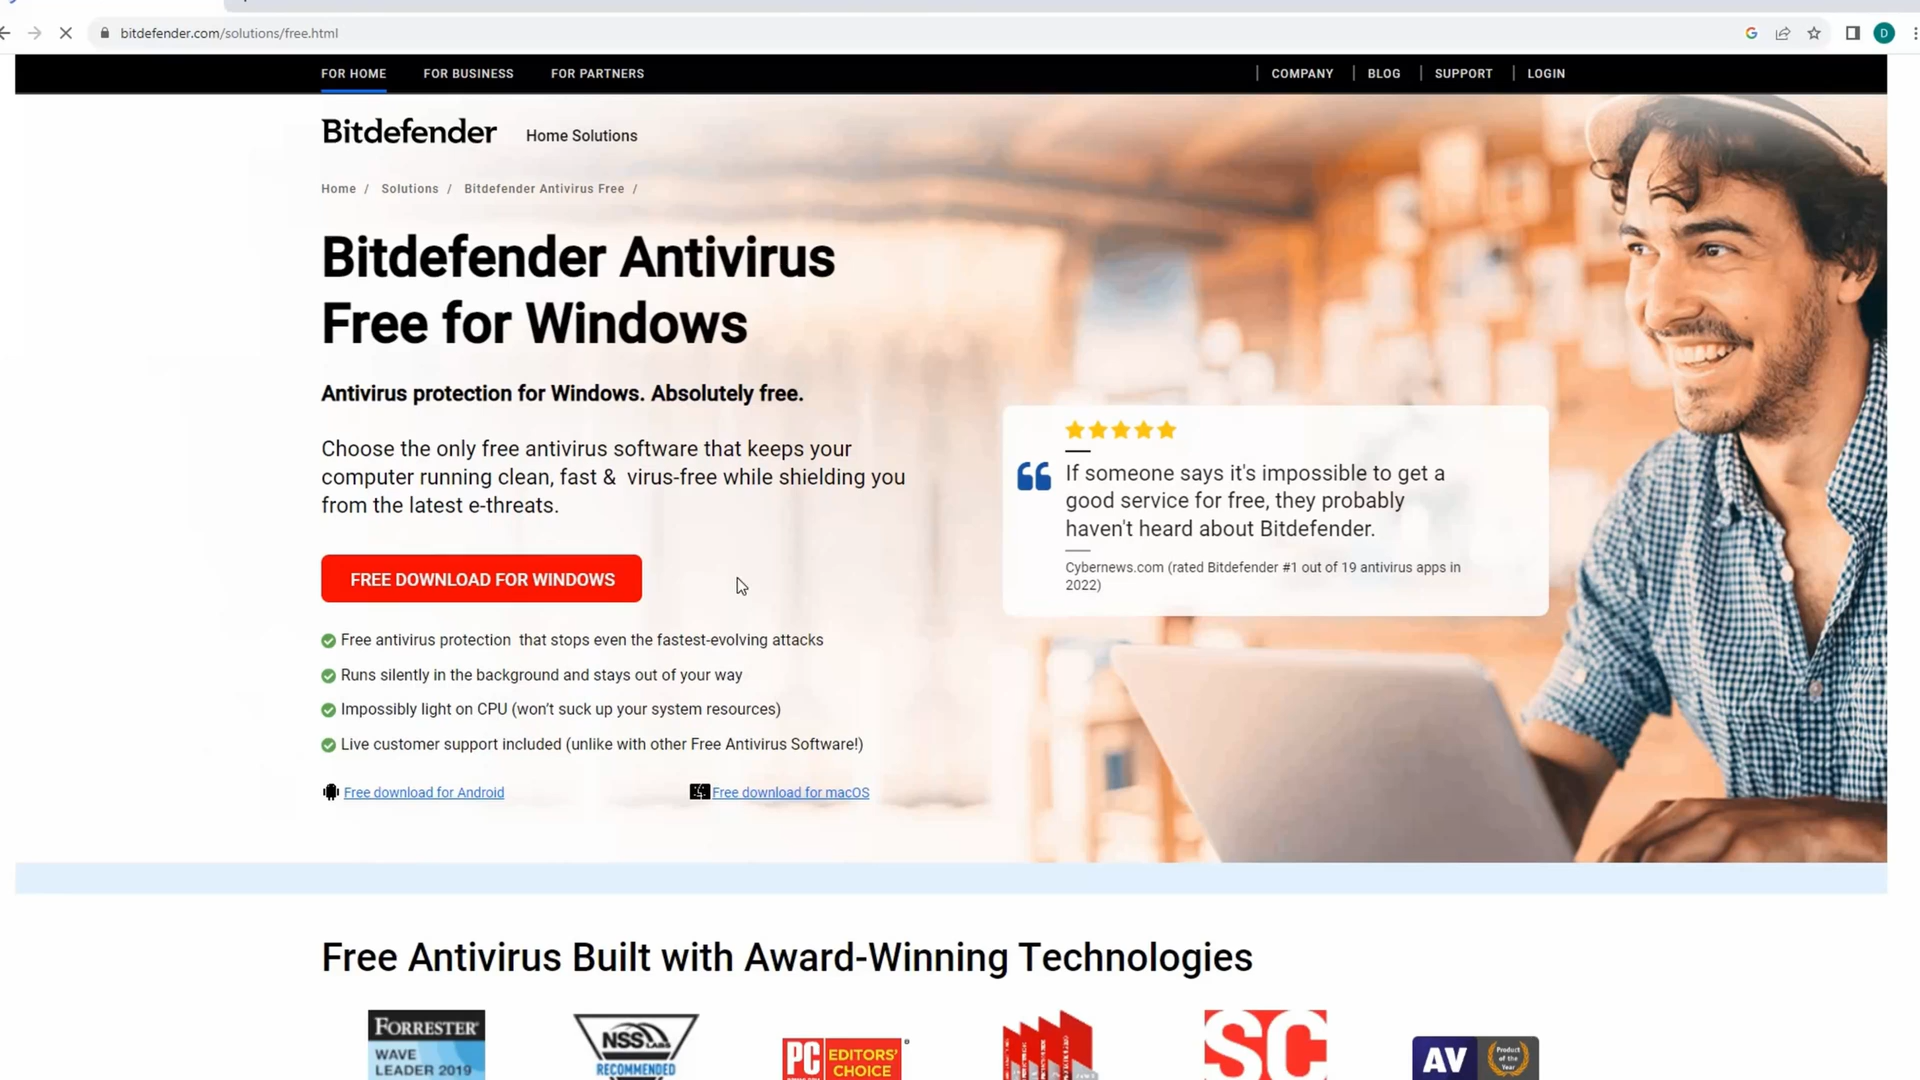 bitdefender.com/solutions/free.html
D
FOR HOME
FOR BUSINESS
FOR PARTNERS
COMPANY
BLOG
SUPPORT
LOGIN
Bitdefender
Home Solutions
Home / Solutions / Bitdefender Antivirus Free /
Bitdefender Antivirus
Free for Windows
Antivirus protection for Windows. Absolutely free.
Choose the only free antivirus software that keeps your
computer running clean, fast & virus-free while shielding you
from the latest e-threats.
FREE DOWNLOAD FOR WINDOWS
Free antivirus protection that stops even the fastest-evolving attacks
Runs silently in the background and stays out of your way
Impossibly light on CPU (won't suck up your system resources)
Live customer support included (unlike with other Free Antivirus Software!)
Free download for Android
Free download for macOS
If someone says it's impossible to get a
good service for free, they probably
haven't heard about Bitdefender.
Cybernews.com (rated Bitdefender #1 out of 19 antivirus apps in
2022)
Free Antivirus Built with Award-Winning Technologies
FORRESTER
WAVE
LEADER 2019
NSS LABS
RECOMMENDED
PC
EDITORS'
CHOICE
SC
AV
Product
of the
Year